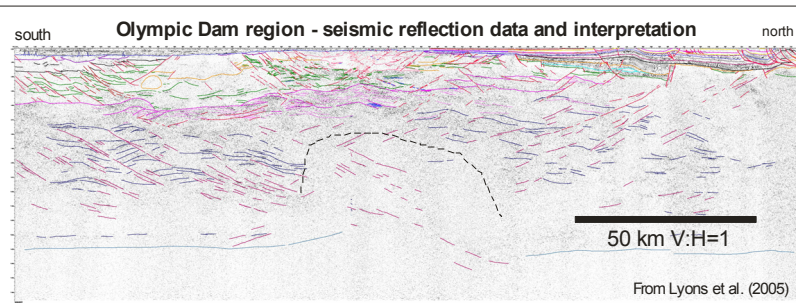 Olympic Dam region - seismic reflection data and interpretation
south
north
50 km V:H=1
From Lyons et al. (2005)